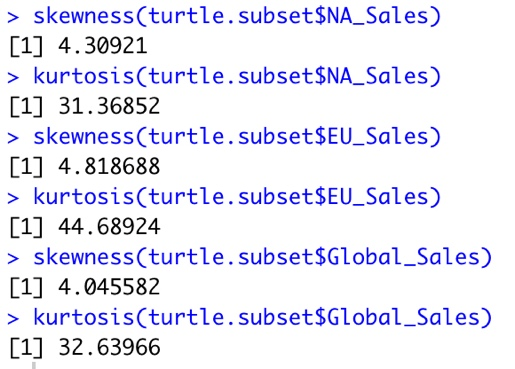 > skewness(turtle.subset$NA_Sales)
[1] 4.30921
> kurtosis(turtle.subset$NA_Sales)
[1] 31.36852
> skewness(turtle.subset$EU_Sales)
[1] 4.818688
> kurtosis(turtle.subset$EU_Sales)
[1] 44.68924
> skewness(turtle.subset$Global_Sales)
[1] 4.045582
> kurtosis(turtle.subset$Global_Sales)
[1] 32.63966